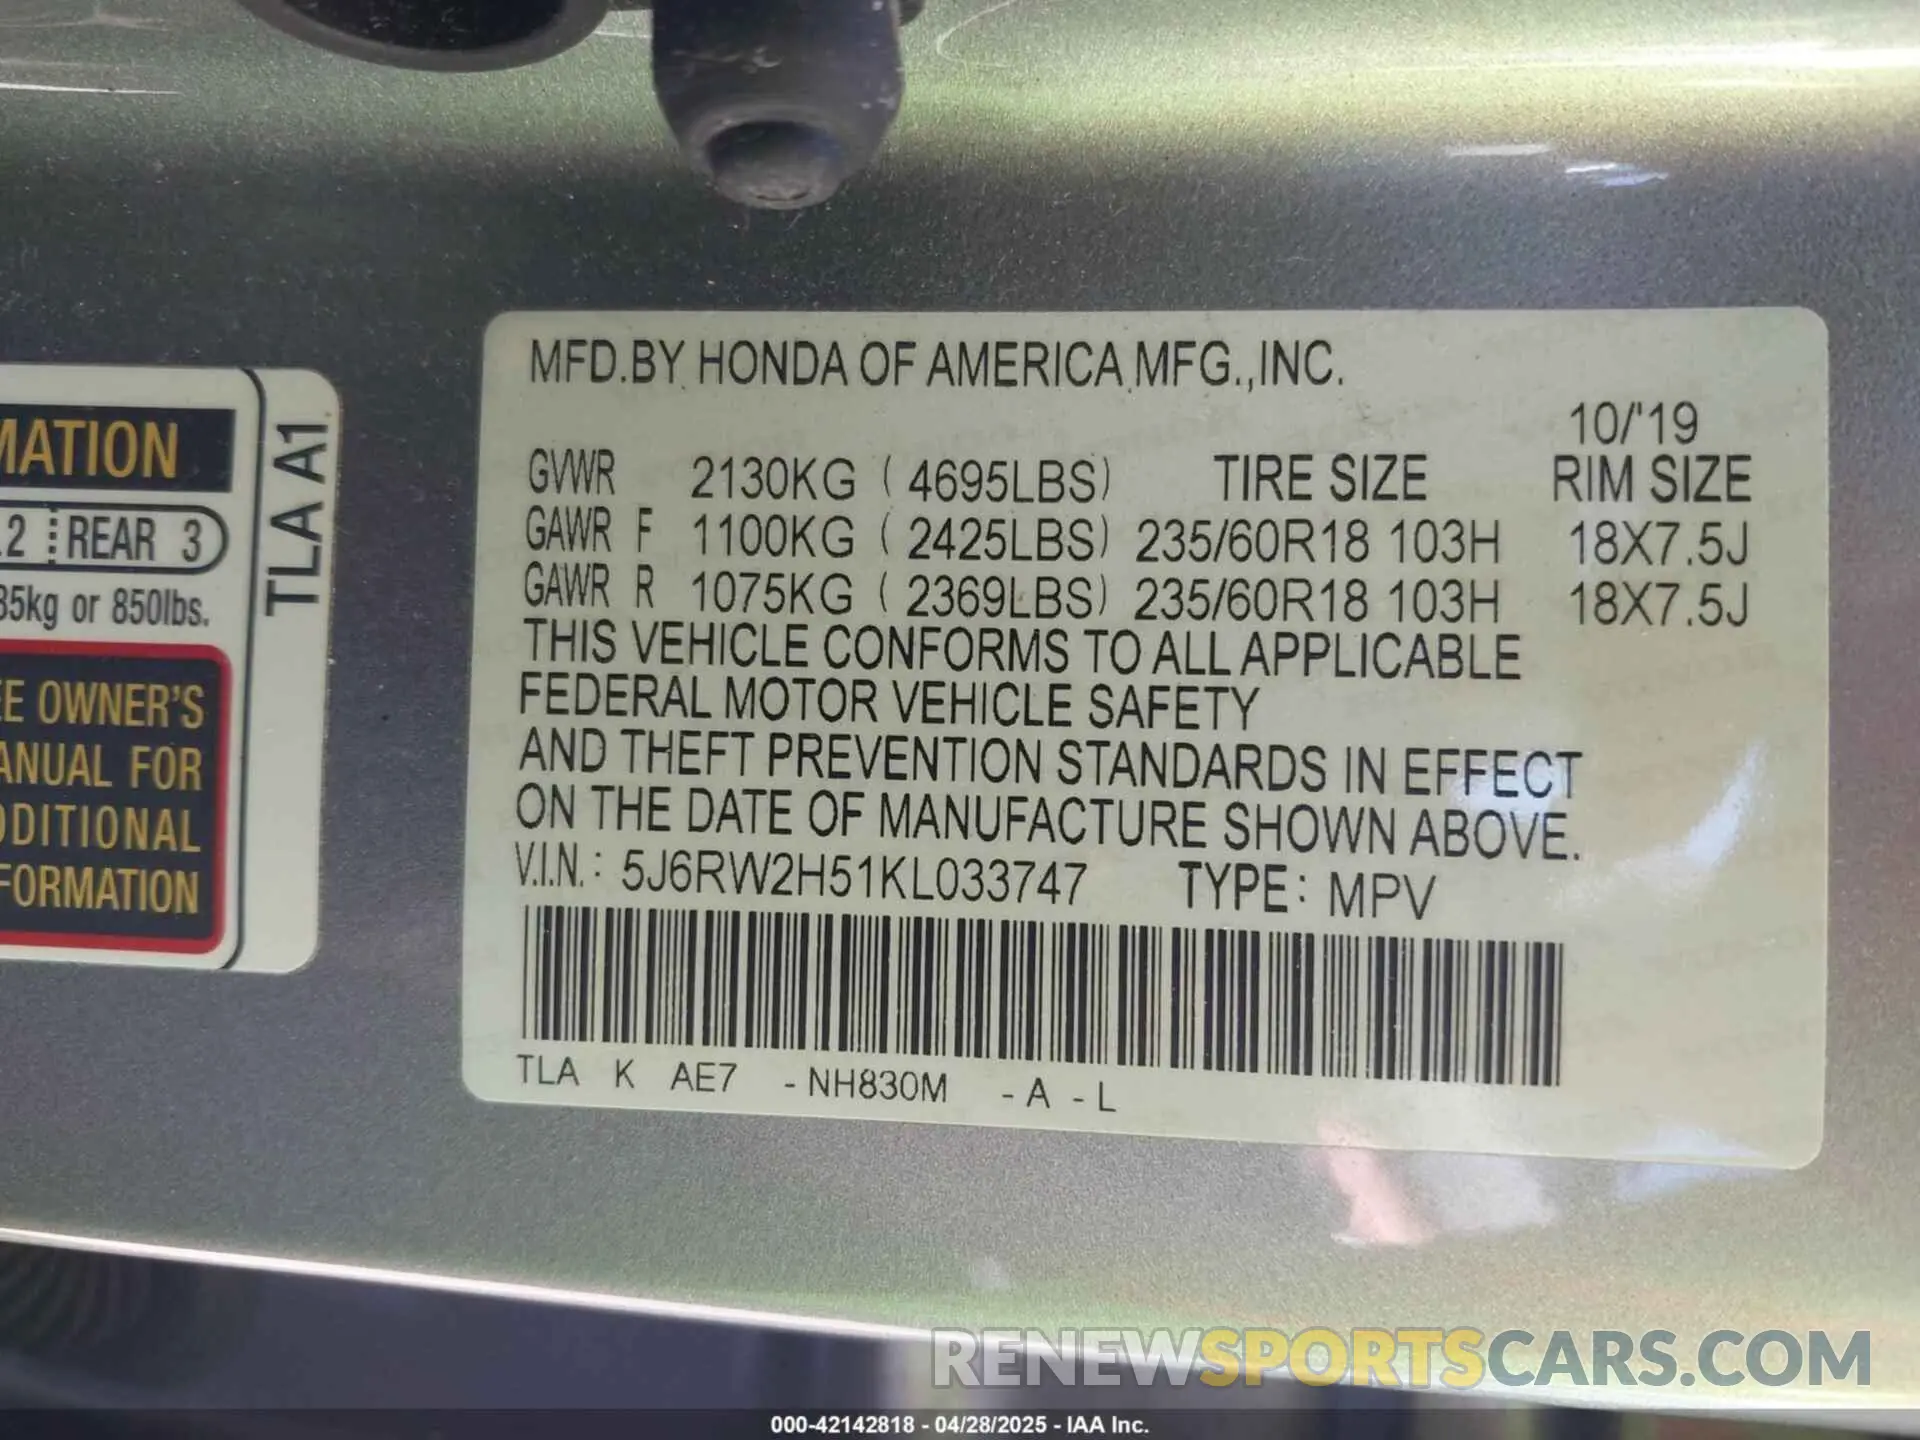 MFD.BY HONDA OF AMERICA MFG.,INC.
10/'19
GVWR 2130KG ( 4695LBS) TIRE SIZE RIM SIZE
GAWR F 1100KG ( 2425LBS) 235/60R18 103H 18X7.5J
GAWR R 1075KG ( 2369LBS) 235/60R18 103H 18X7.5J
THIS VEHICLE CONFORMS TO ALL APPLICABLE
FEDERAL MOTOR VEHICLE SAFETY
AND THEFT PREVENTION STANDARDS IN EFFECT
ON THE DATE OF MANUFACTURE SHOWN ABOVE.
V.I.N.: 5J6RW2H51KL033747 TYPE: MPV
TLA K AE7 -NH830M -A -L
MATION
2 REAR 3
35kg or 850lbs.
E OWNER'S
ANUAL FOR
DDITIONAL
FORMATION
TLA A1
RENEWSPORTSCARS.COM
000-42142818 - 04/28/2025 - IAA Inc.